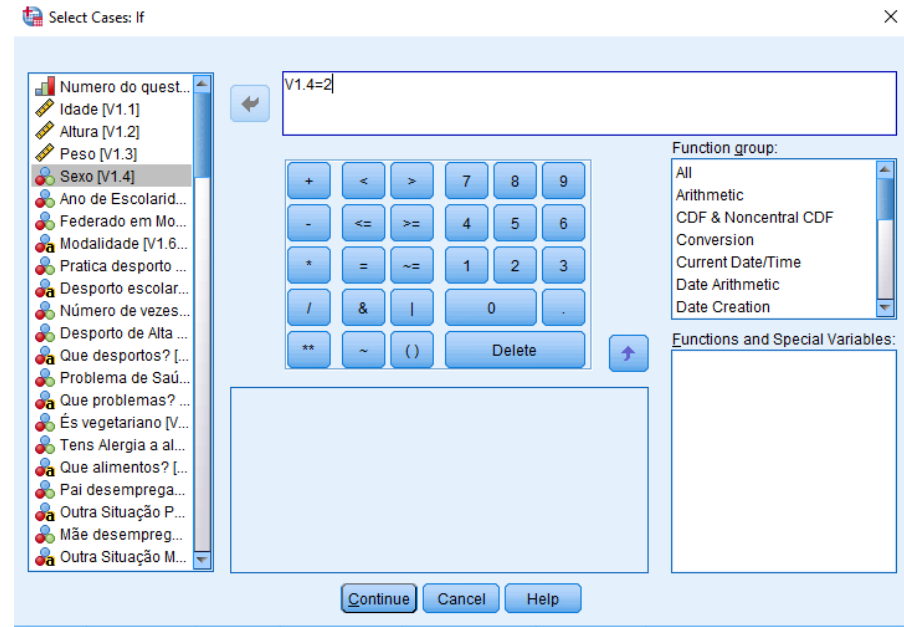 Select Cases: If
Numero do quest...
Idade [V1.1]
Altura [V1.2]
Peso [V1.3]
Sexo [V1.4]
Ano de Escolarid...
Federado em Mo...
Modalidade [V1.6...
Pratica desporto ...
Desporto escolar...
Número de vezes...
Desporto de Alta ...
Que desportos? [...
Problema de Saú...
Que problemas? ...
És vegetariano [V...
Tens Alergia a al...
Que alimentos? [...
Pai desemprega...
Outra Situação P...
Mãe desempreg...
Outra Situação M...
V1.4=2
+ < > 7 8 9
- <= >= 4 5 6
* = ~= 1 2 3
/ & | 0 .
** ~ () Delete
Function group:
All
Arithmetic
CDF & Noncentral CDF
Conversion
Current Date/Time
Date Arithmetic
Date Creation
Functions and Special Variables:
Continue Cancel Help